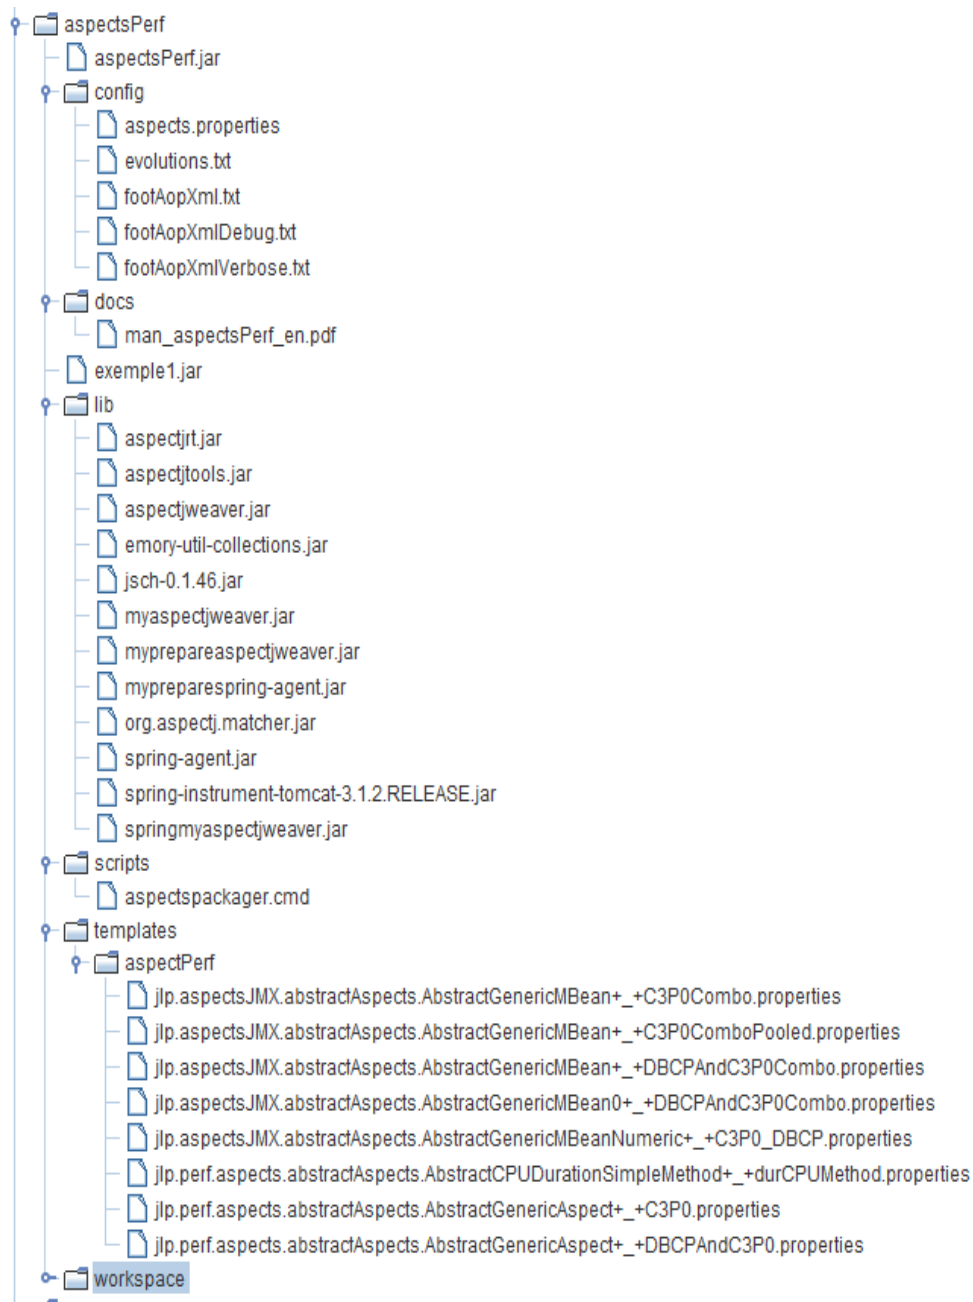 aspectsPerf
aspectsPerf.jar
config
aspects.properties
evolutions.txt
footAopXml.txt
footAopXmlDebug.txt
footAopXmlVerbose.txt
docs
man_aspectsPerf_en.pdf
exemple1.jar
lib
aspectjrt.jar
aspectjtools.jar
aspectjweaver.jar
emory-util-collections.jar
jsch-0.1.46.jar
myaspectjweaver.jar
myprepareaspectjweaver.jar
mypreparespring-agent.jar
org.aspectj.matcher.jar
spring-agent.jar
spring-instrument-tomcat-3.1.2.RELEASE.jar
springmyaspectjweaver.jar
scripts
aspectspackager.cmd
templates
aspectPerf
jlp.aspectsJMX.abstractAspects.AbstractGenericMBean+_+C3P0Combo.properties
jlp.aspectsJMX.abstractAspects.AbstractGenericMBean+_+C3P0ComboPooled.properties
jlp.aspectsJMX.abstractAspects.AbstractGenericMBean+_+DBCPAndC3P0Combo.properties
jlp.aspectsJMX.abstractAspects.AbstractGenericMBean0+_+DBCPAndC3P0Combo.properties
jlp.aspectsJMX.abstractAspects.AbstractGenericMBeanNumeric+_+C3P0_DBCP.properties
jlp.perf.aspects.abstractAspects.AbstractCPUDurationSimpleMethod+_+durCPUMethod.properties
jlp.perf.aspects.abstractAspects.AbstractGenericAspect+_+C3P0.properties
jlp.perf.aspects.abstractAspects.AbstractGenericAspect+_+DBCPAndC3P0.properties
workspace